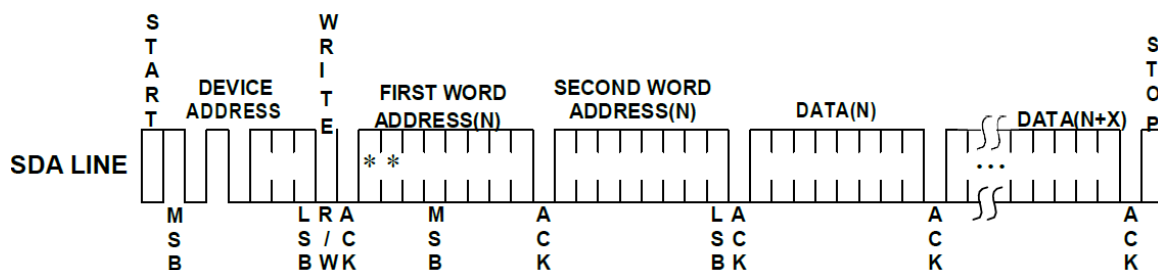 START
WRITE
STOP
DEVICE
ADDRESS
FIRST WORD
ADDRESS(N)
SECOND WORD
ADDRESS(N)
DATA(N)
DATA(N+X)
SDA LINE
* *
...
MSB
LSB
R/W
ACK
MSB
ACK
LSB
ACK
ACK
ACK